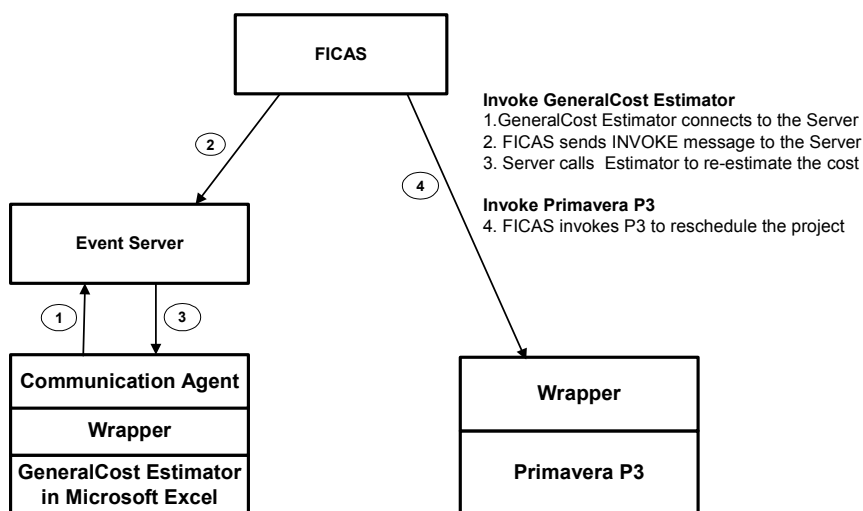 FICAS
Invoke GeneralCost Estimator
1.GeneralCost Estimator connects to the Server
2. FICAS sends INVOKE message to the Server
3. Server calls  Estimator to re-estimate the cost
Invoke Primavera P3
4. FICAS invokes P3 to reschedule the project
2
4
Event Server
1
3
Communication Agent
Wrapper
GeneralCost Estimator
in Microsoft Excel
Wrapper
Primavera P3